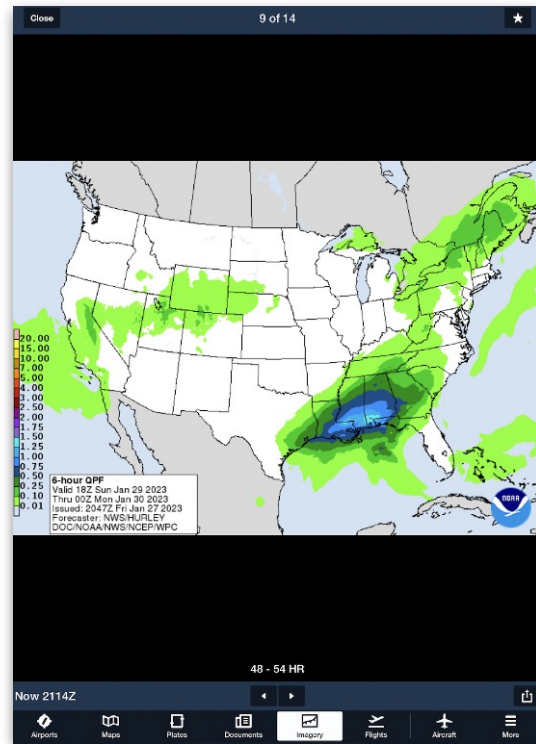 Close
9 of 14
20.00
15.00
10.00
7.00
5.00
4.00
3.00
2.50
2.00
1.75
1.50
1.25
1.00
0.75
0.50
0.25
0.10
0.01
6-hour QPF
Valid 18Z Sun Jan 29 2023
Thru 00Z Mon Jan 30 2023
Issued: 2047Z Fri Jan 27 2023
Forecaster: NWS/HURLEY
DOC/NOAA/NWS/NCEP/WPC
NOAA
48 - 54 HR
Now 2114Z
Airports
Maps
Plates
Documents
Imagery
Flights
Aircraft
More